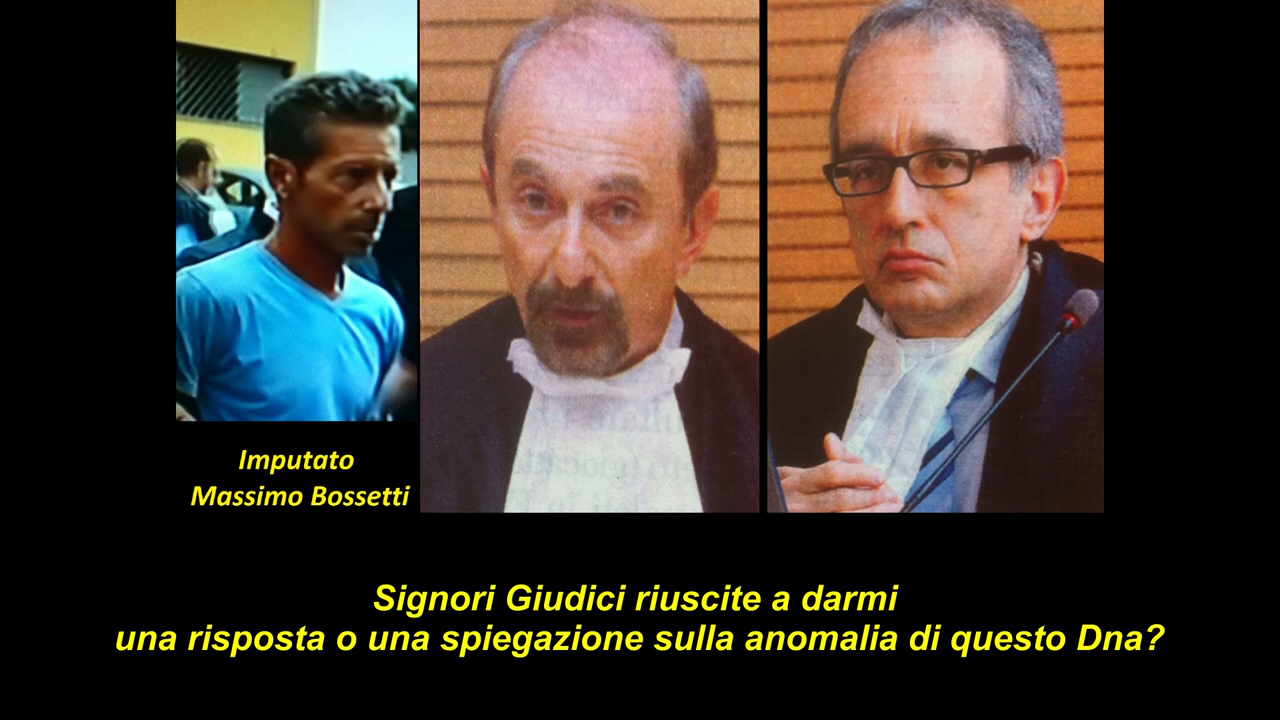 Imputato
Massimo Bossetti
Signori Giudici riuscite a darmi
una risposta o una spiegazione sulla anomalia di questo Dna?